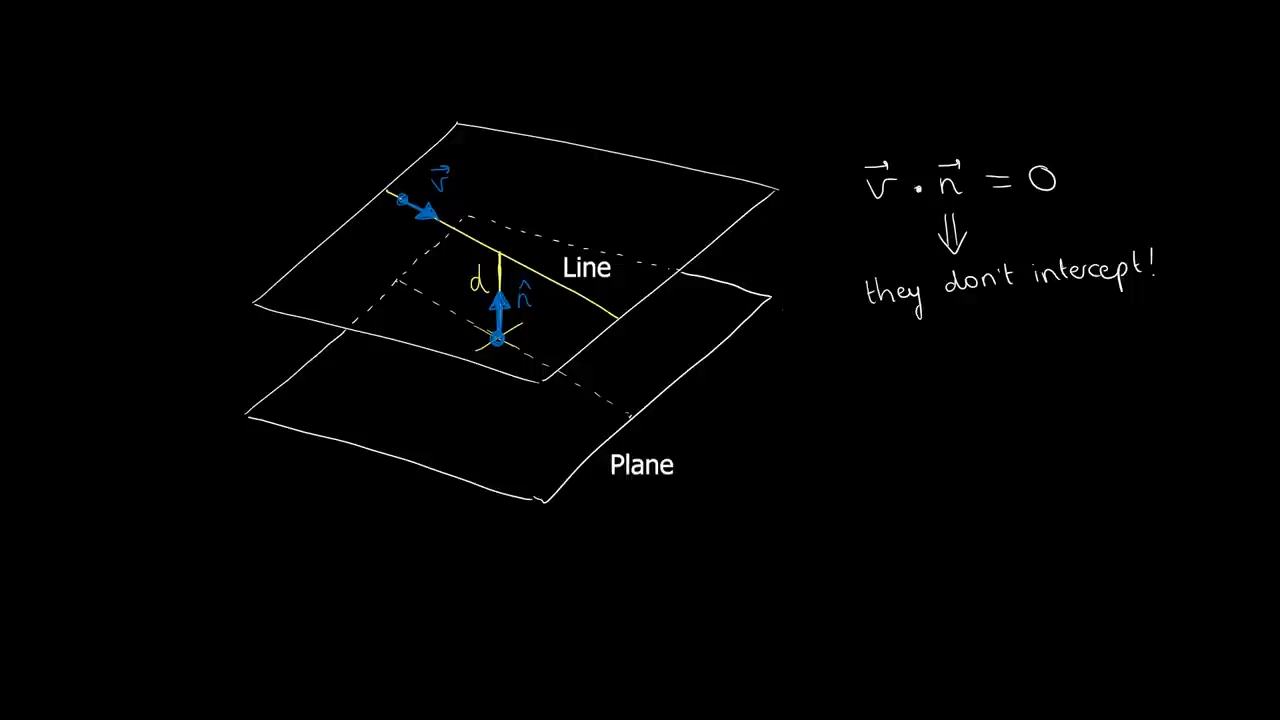 v⃗
v⃗ . n⃗ = 0
⇓
Line
d
n̂
they don't intercept!
Plane